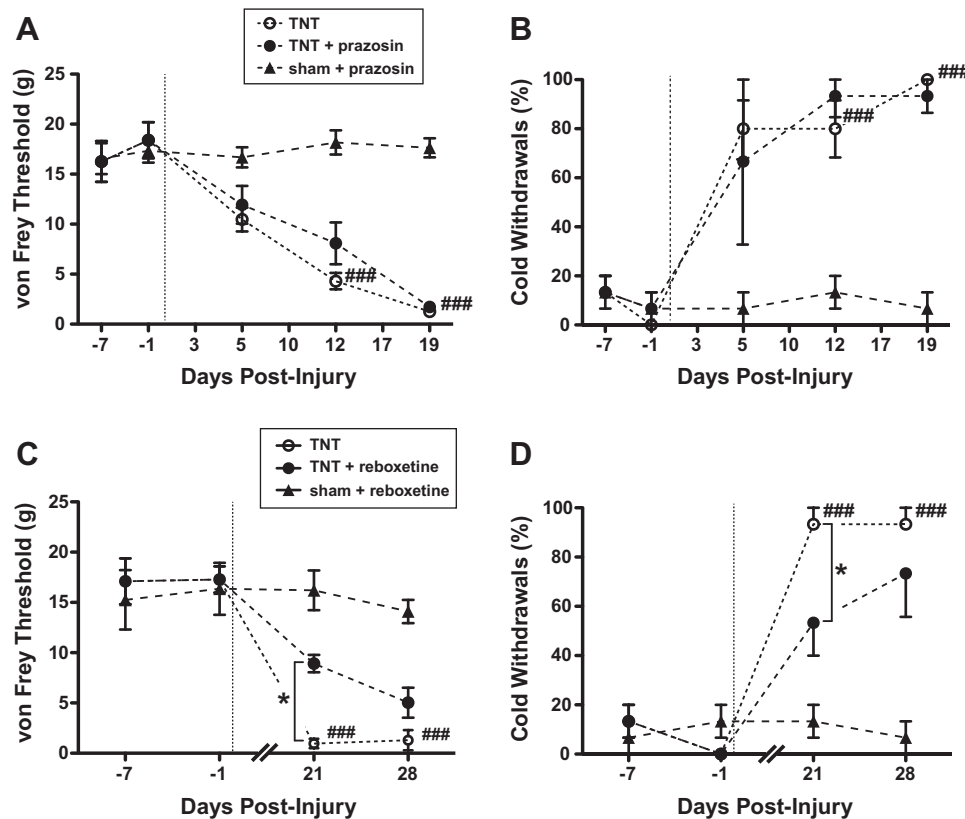 A
TNT
TNT + prazosin
sham + prazosin
von Frey Threshold (g)
25
20
15
10
5
0
###
###
-7 -1 3 5 10 12 17 19
Days Post-Injury
B
Cold Withdrawals (%)
100
80
60
40
20
0
###
###
-7 -1 3 5 10 12 17 19
Days Post-Injury
C
TNT
TNT + reboxetine
sham + reboxetine
von Frey Threshold (g)
25
20
15
10
5
0
*
###
###
-7 -1 21 28
Days Post-Injury
D
Cold Withdrawals (%)
100
80
60
40
20
0
###
###
*
-7 -1 21 28
Days Post-Injury